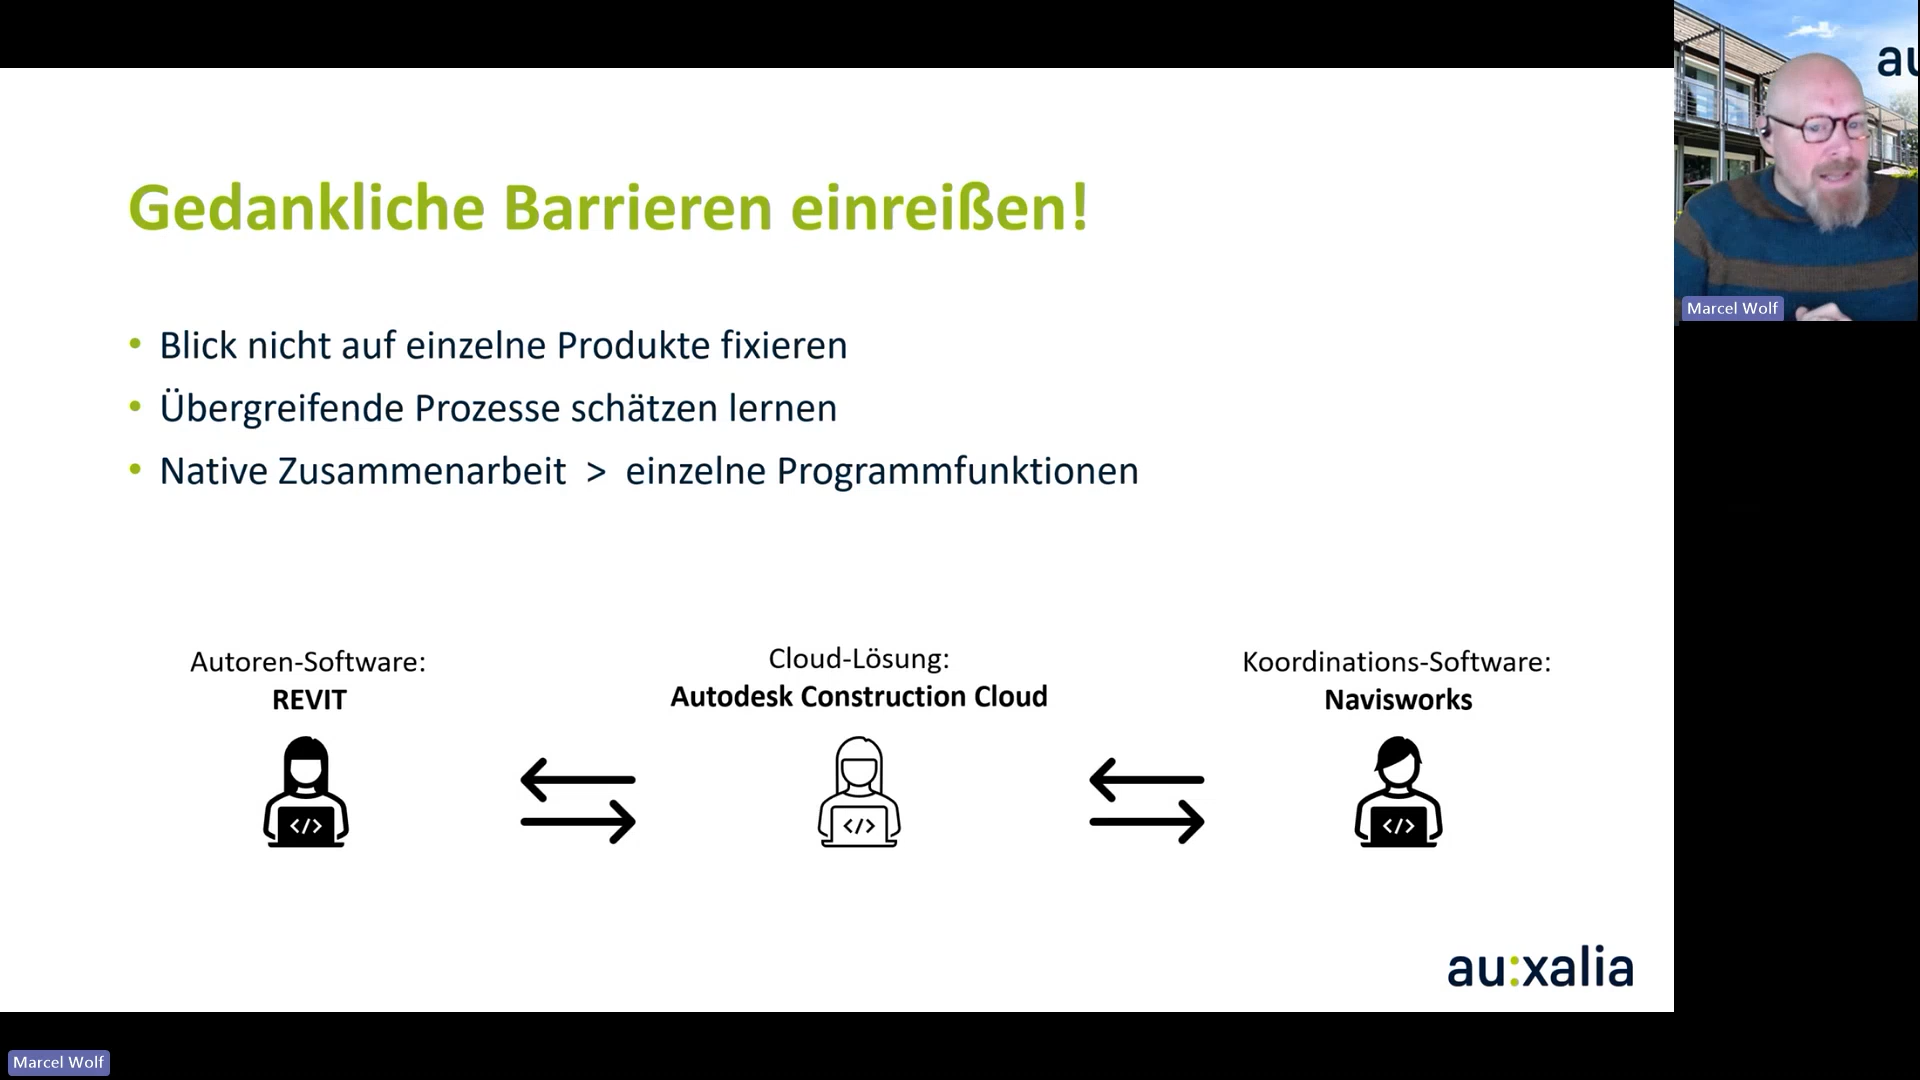 Gedankliche Barrieren einreißen!
• Blick nicht auf einzelne Produkte fixieren
• Übergreifende Prozesse schätzen lernen
• Native Zusammenarbeit > einzelne Programmfunktionen
Autoren-Software:
REVIT
Cloud-Lösung:
Autodesk Construction Cloud
Koordinations-Software:
Navisworks
</>
</>
</>
au:xalia
au
Marcel Wolf
Marcel Wolf